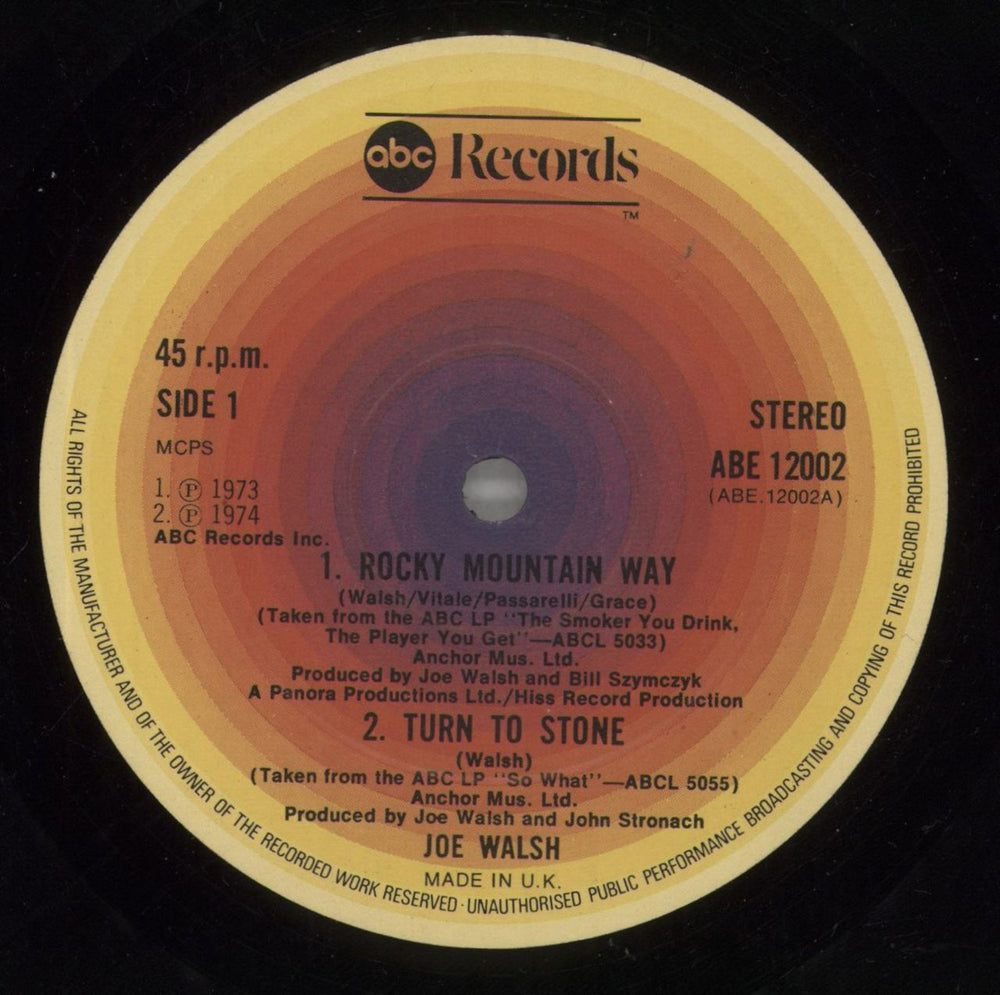 abc Records
TM
45 r.p.m.
SIDE 1
MCPS
1. Ⓟ 1973
2. Ⓟ 1974
ABC Records Inc.
STEREO
ABE 12002
(ABE.12002A)
1. ROCKY MOUNTAIN WAY
(Walsh/Vitale/Passarelli/Grace)
(Taken from the ABC LP "The Smoker You Drink,
The Player You Get"—ABCL 5033)
Anchor Mus. Ltd.
Produced by Joe Walsh and Bill Szymczyk
A Panora Productions Ltd./Hiss Record Production
2. TURN TO STONE
(Walsh)
(Taken from the ABC LP "So What"—ABCL 5055)
Anchor Mus. Ltd.
Produced by Joe Walsh and John Stronach
JOE WALSH
MADE IN U.K.
ALL RIGHTS OF THE MANUFACTURER AND OF THE OWNER OF THE RECORDED WORK RESERVED · UNAUTHORISED PUBLIC PERFORMANCE BROADCASTING AND COPYING OF THIS RECORD PROHIBITED